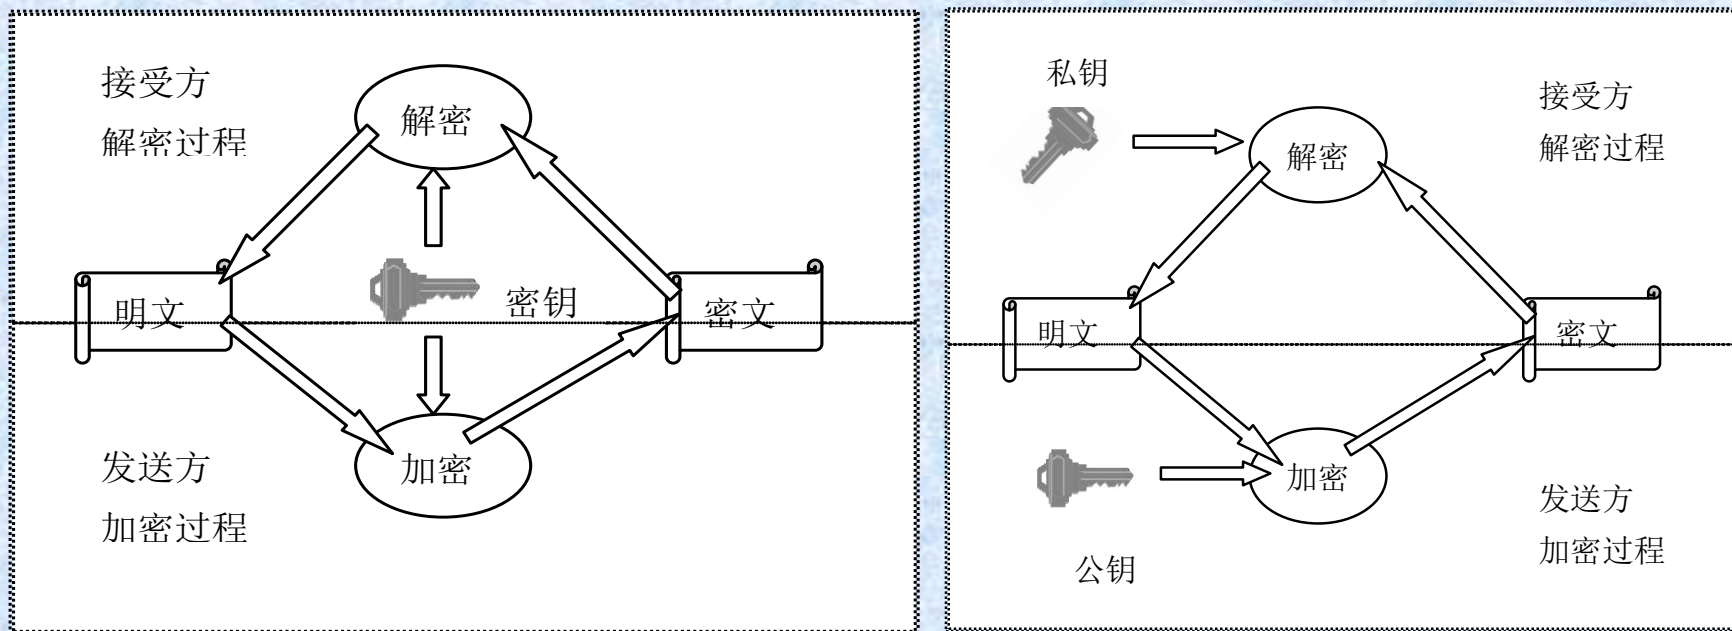 接受方
解密过程
解密
明文
密钥
密文
发送方
加密过程
加密
私钥
接受方
解密过程
解密
明文
密文
加密
发送方
加密过程
公钥